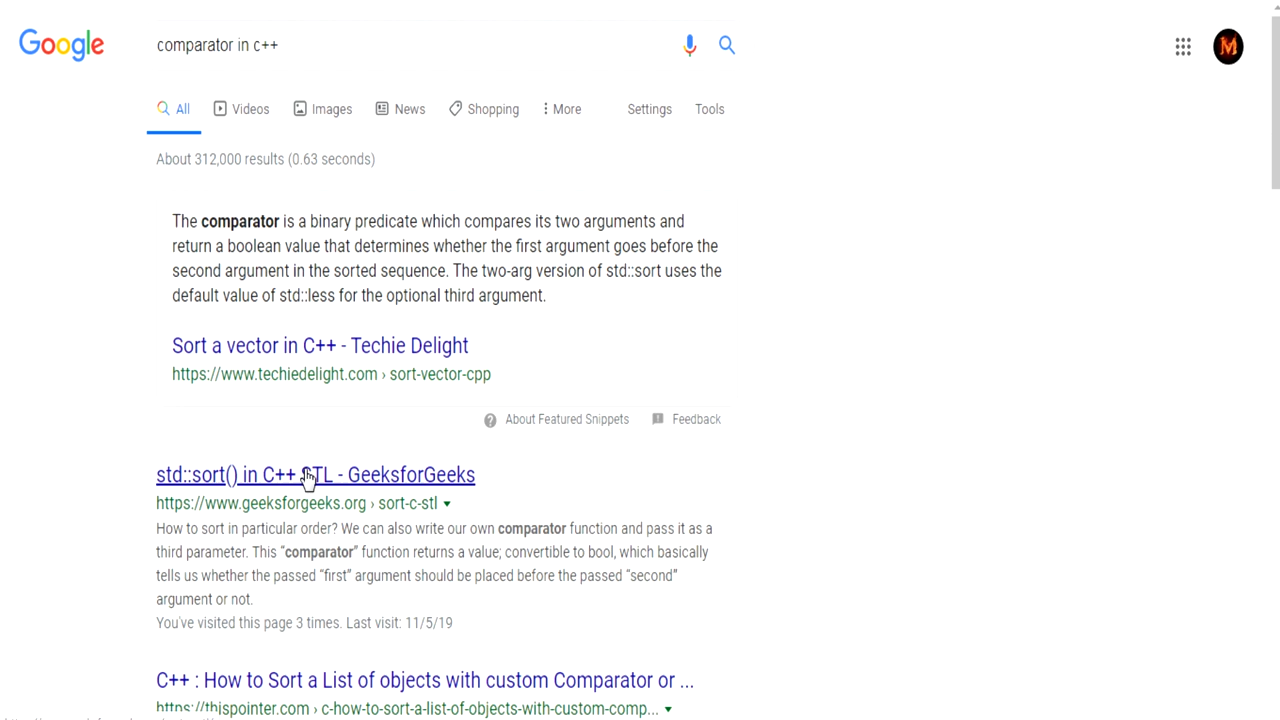 Google
comparator in c++
M
All
Videos
Images
News
Shopping
More
Settings
Tools
About 312,000 results (0.63 seconds)
The comparator is a binary predicate which compares its two arguments and
return a boolean value that determines whether the first argument goes before the
second argument in the sorted sequence. The two-arg version of std::sort uses the
default value of std::less for the optional third argument.
Sort a vector in C++ - Techie Delight
https://www.techiedelight.com › sort-vector-cpp
About Featured Snippets
Feedback
std::sort() in C++ STL - GeeksforGeeks
https://www.geeksforgeeks.org › sort-c-stl
How to sort in particular order? We can also write our own comparator function and pass it as a
third parameter. This “comparator” function returns a value; convertible to bool, which basically
tells us whether the passed “first” argument should be placed before the passed “second”
argument or not.
You've visited this page 3 times. Last visit: 11/5/19
C++ : How to Sort a List of objects with custom Comparator or ...
https://thispointer.com › c-how-to-sort-a-list-of-objects-with-custom-comp...